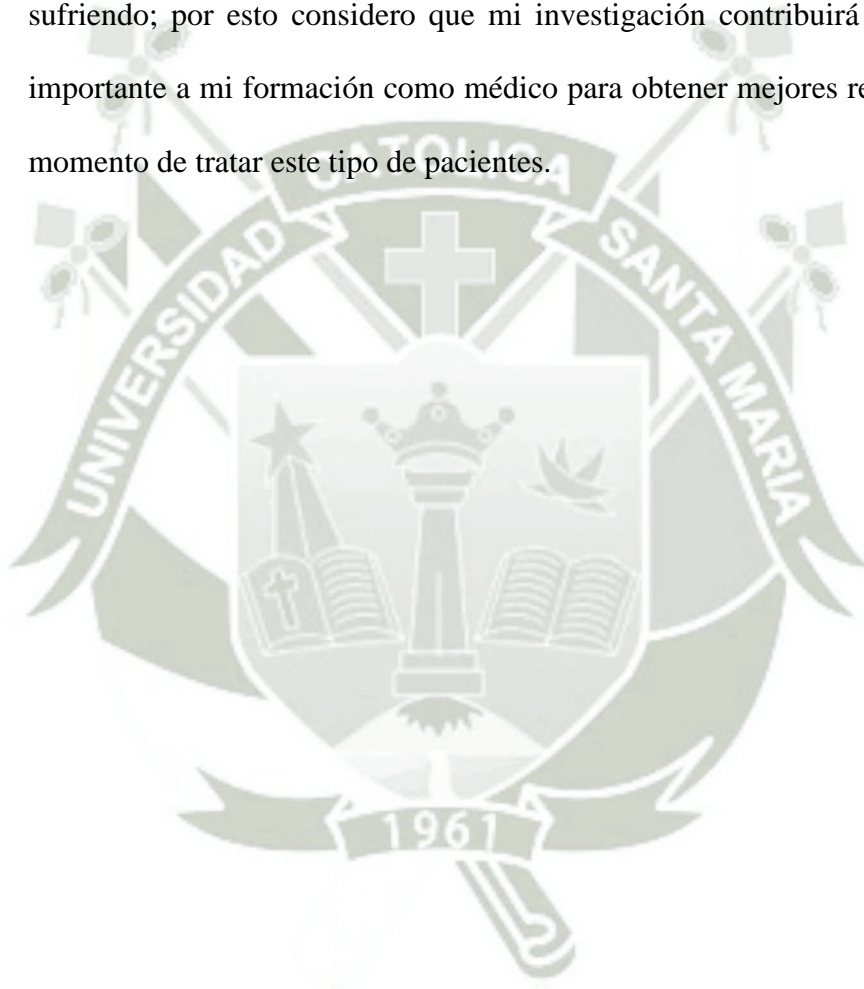 sufriendo; por esto considero que mi investigación contribuirá
importante a mi formación como médico para obtener mejores re
momento de tratar este tipo de pacientes.
UNIVERSIDAD CATOLICA SANTA MARIA
1961